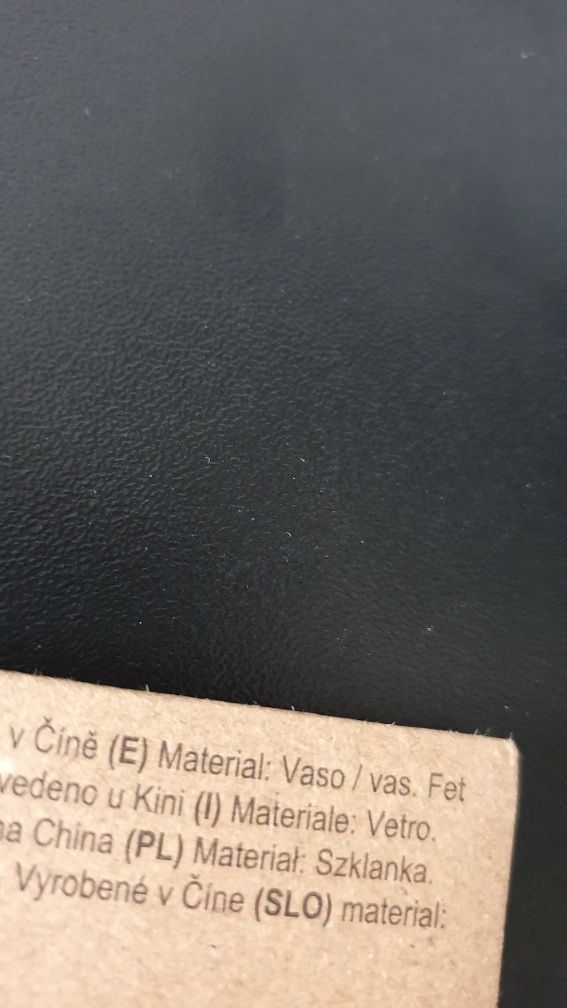 v Číně (E) Material: Vaso / vas. Fet
vedeno u Kini (I) Materiale: Vetro.
na China (PL) Materiał: Szklanka.
Vyrobené v Číne (SLO) material: